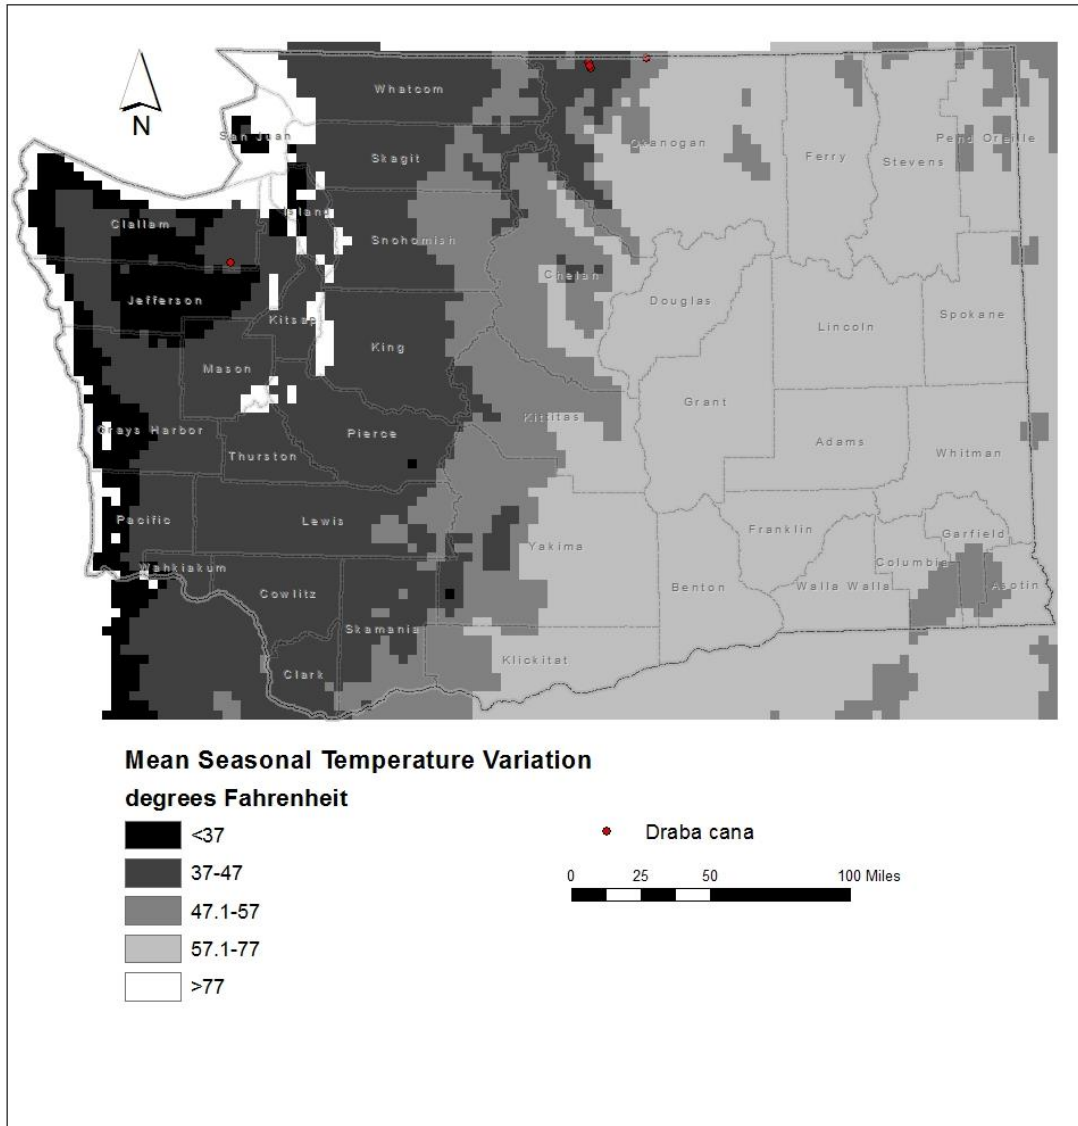 N
Whatcom
San Juan
Skagit
Okanogan
Ferry
Stevens
Pend Oreille
Island
Clallam
Snohomish
Chelan
Jefferson
Douglas
Kitsap
Lincoln
Spokane
King
Mason
Grant
Kittitas
Grays Harbor
Pierce
Adams
Thurston
Whitman
Pacific
Lewis
Franklin
Garfield
Yakima
Columbia
Wahkiakum
Cowlitz
Benton
Walla Walla
Asotin
Skamania
Klickitat
Clark
Mean Seasonal Temperature Variation
degrees Fahrenheit
<37
37-47
47.1-57
57.1-77
>77
Draba cana
0 25 50 100 Miles